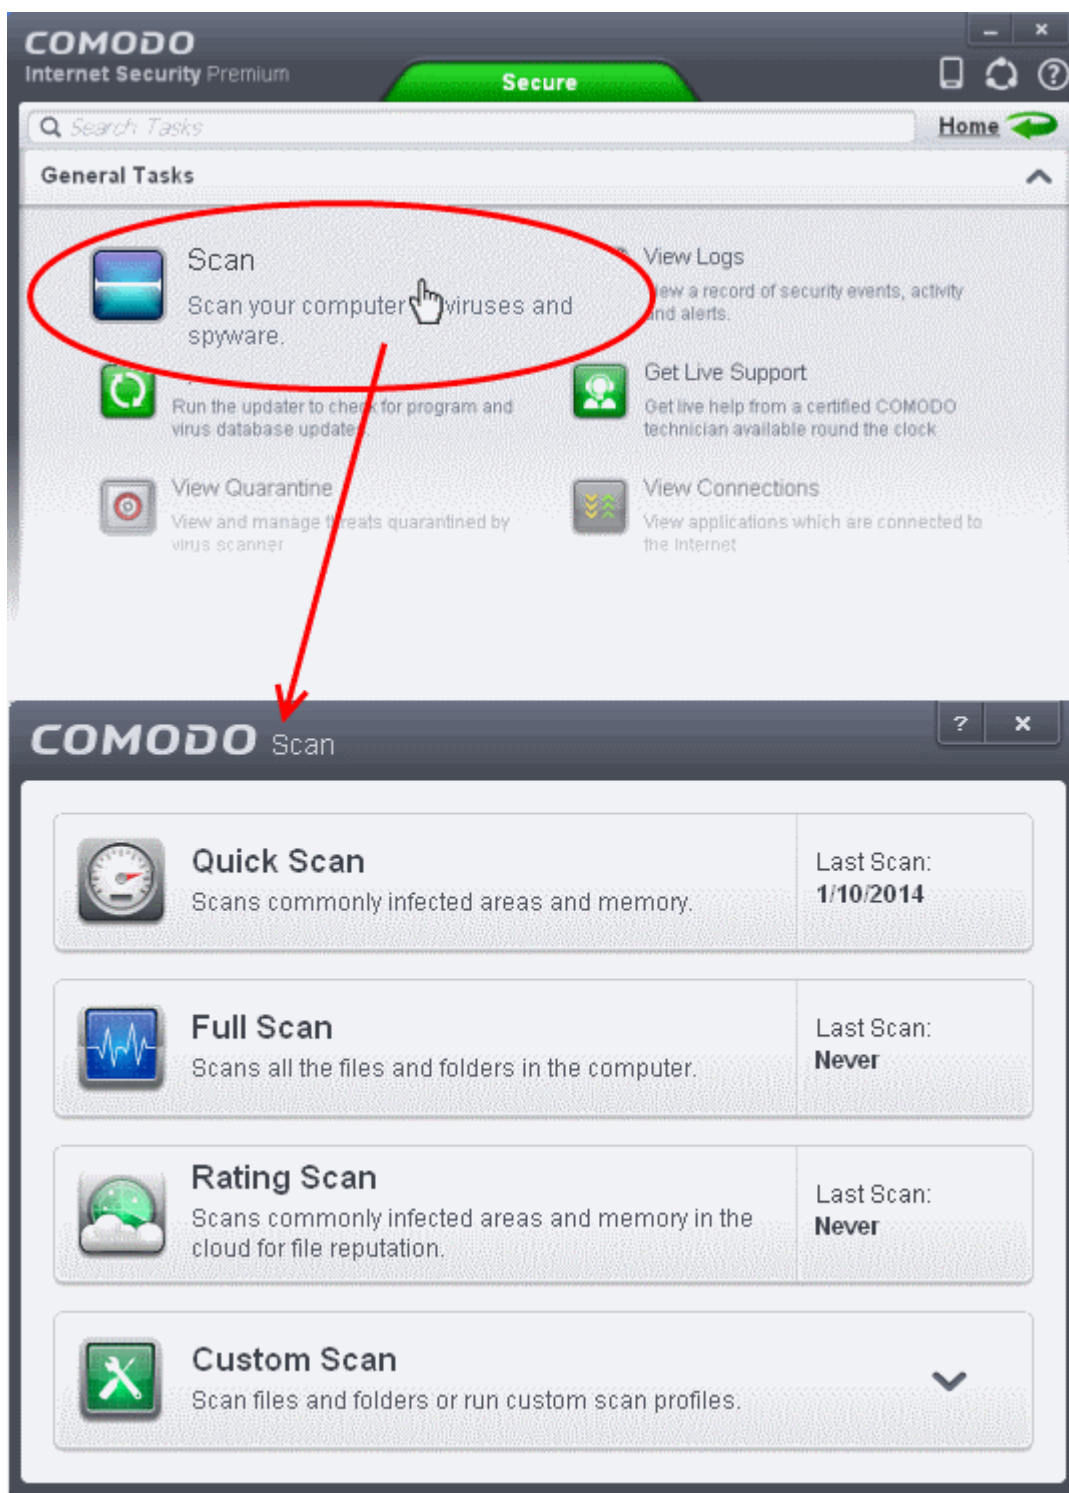 COMODO
Internet Security Premium
Secure
Search Tasks
Home
General Tasks
Scan
Scan your computer viruses and
spyware.
View Logs
View a record of security events, activity
and alerts.
Run the updater to check for program and
virus database updates.
Get Live Support
Get live help from a certified COMODO
technician available round the clock
View Quarantine
View and manage threats quarantined by
virus scanner
View Connections
View applications which are connected to
the Internet
COMODO Scan
?
Quick Scan
Scans commonly infected areas and memory.
Last Scan:
1/10/2014
Full Scan
Scans all the files and folders in the computer.
Last Scan:
Never
Rating Scan
Scans commonly infected areas and memory in the
cloud for file reputation.
Last Scan:
Never
Custom Scan
Scan files and folders or run custom scan profiles.